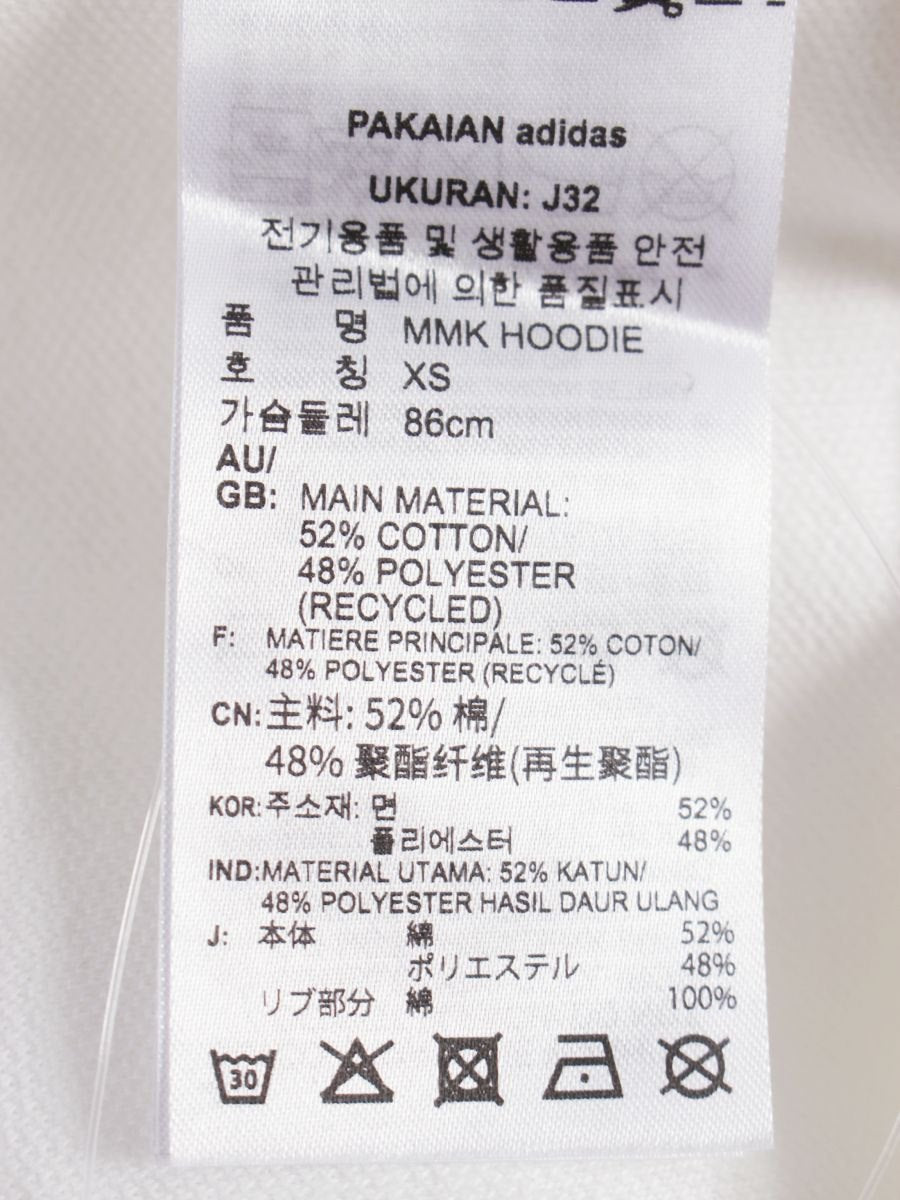 PAKAIAN adidas
UKURAN: J32
전기용품 및 생활용품 안전
관리법에 의한 품질표시
품 명 MMK HOODIE
호 칭 XS
가슴둘레 86cm
AU/
GB: MAIN MATERIAL:
52% COTTON/
48% POLYESTER
(RECYCLED)
F: MATIERE PRINCIPALE: 52% COTON/
48% POLYESTER (RECYCLÉ)
CN: 主料: 52% 棉/
48% 聚酯纤维(再生聚酯)
KOR: 주소재: 면 52%
폴리에스터 48%
IND: MATERIAL UTAMA: 52% KATUN/
48% POLYESTER HASIL DAUR ULANG
J: 本体 綿 52%
ポリエステル 48%
リブ部分 綿 100%
30